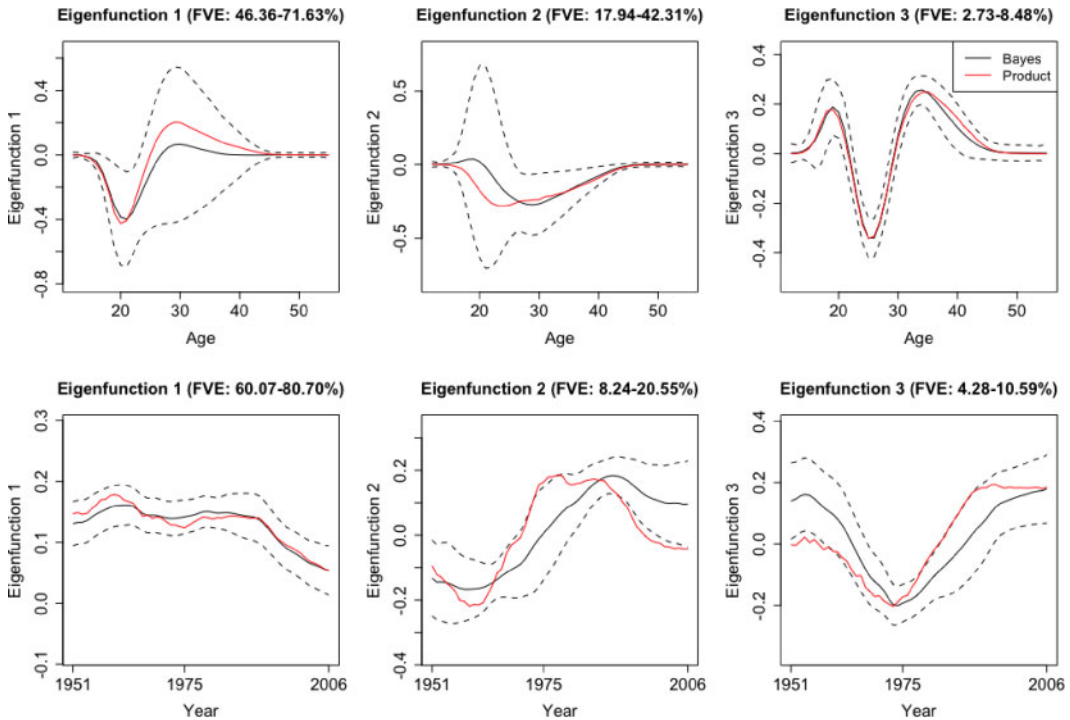 Eigenfunction 1 (FVE: 46.36-71.63%)
Eigenfunction 1
0.4
0.0
-0.4
-0.8
20
30
40
50
Age
Eigenfunction 2 (FVE: 17.94-42.31%)
Eigenfunction 2
0.5
0.0
-0.5
20
30
40
50
Age
Eigenfunction 3 (FVE: 2.73-8.48%)
Eigenfunction 3
0.4
0.2
0.0
-0.4
Bayes
Product
20
30
40
50
Age
Eigenfunction 1 (FVE: 60.07-80.70%)
Eigenfunction 1
0.3
0.2
0.1
0.0
-0.1
1951
1975
2006
Year
Eigenfunction 2 (FVE: 8.24-20.55%)
Eigenfunction 2
0.2
0.0
-0.2
-0.4
1951
1975
2006
Year
Eigenfunction 3 (FVE: 4.28-10.59%)
Eigenfunction 3
0.4
0.2
0.0
-0.2
1951
1975
2006
Year